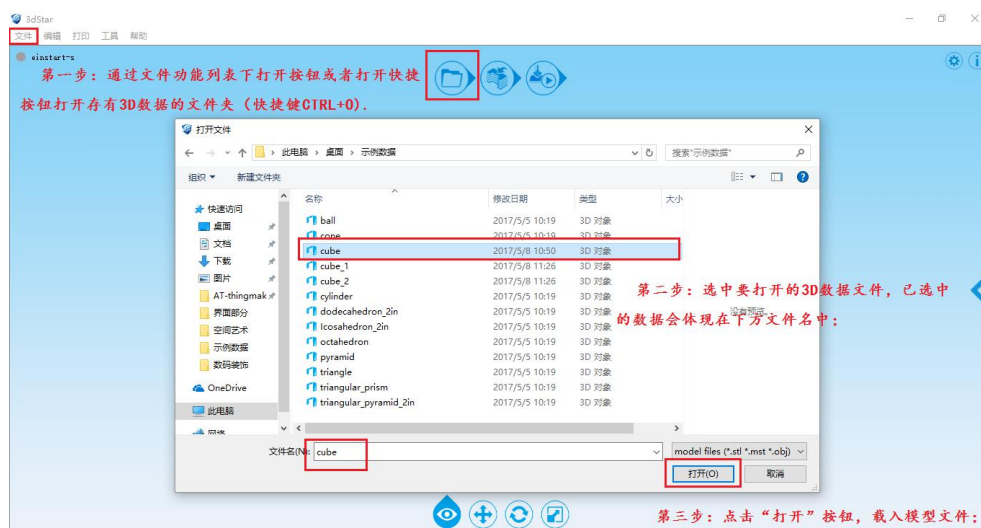 3dStar
文件 编辑 打印 工具 帮助
einstart-s
第一步：通过文件功能列表下打开按钮或者打开快捷
按钮打开存有3D数据的文件夹（快捷键CTRL+O).
打开文件
此电脑 › 桌面 › 示例数据
搜索"示例数据"
组织 新建文件夹
名称 修改日期 类型 大小
快速访问
桌面
文档
下载
图片
AT-thingmak
界面部分
空间艺术
示例数据
数码装饰
OneDrive
此电脑
网络
ball 2017/5/5 10:19 3D 对象
cone 2017/5/5 10:19 3D 对象
cube 2017/5/8 10:50 3D 对象
cube_1 2017/5/8 11:26 3D 对象
cube_2 2017/5/8 11:26 3D 对象
cylinder 2017/5/5 10:19 3D 对象
dodecahedron_2in 2017/5/5 10:19 3D 对象
Icosahedron_2in 2017/5/5 10:19 3D 对象
octahedron 2017/5/5 10:19 3D 对象
pyramid 2017/5/5 10:19 3D 对象
triangle 2017/5/5 10:19 3D 对象
triangular_prism 2017/5/5 10:19 3D 对象
triangular_pyramid_2in 2017/5/5 10:19 3D 对象
没有预览。
第二步：选中要打开的3D数据文件，已选中
的数据会体现在下方文件名中；
文件名(N): cube
model files (*.stl *.mst *.obj)
打开(O) 取消
第三步：点击“打开”按钮，载入模型文件；